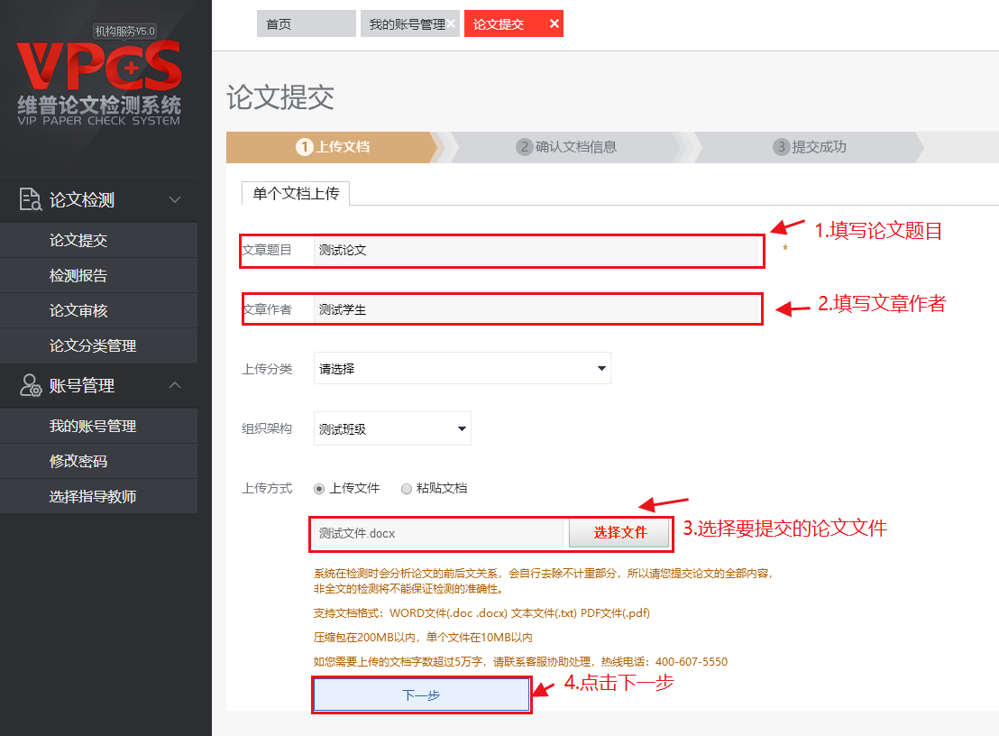 机构服务V5.0
VPCS
维普论文检测系统
VIP PAPER CHECK SYSTEM
论文检测
论文提交
检测报告
论文审核
论文分类管理
账号管理
我的账号管理
修改密码
选择指导教师
首页
我的账号管理×
论文提交 ×
论文提交
1 上传文档
2 确认文档信息
3 提交成功
单个文档上传
文章题目 测试论文 *
1.填写论文题目
文章作者 测试学生
2.填写文章作者
上传分类 请选择
组织架构 测试班级
上传方式 上传文件 粘贴文档
测试文件.docx 选择文件
3.选择要提交的论文文件
系统在检测时会分析论文的前后文关系，会自行去除不计重部分，所以请您提交论文的全部内容，
非全文的检测将不能保证检测的准确性。
支持文档格式：WORD文件(.doc .docx) 文本文件(.txt) PDF文件(.pdf)
压缩包在200MB以内，单个文件在10MB以内
如您需要上传的文档字数超过5万字，请联系客服协助处理，热线电话：400-607-5550
下一步
4.点击下一步